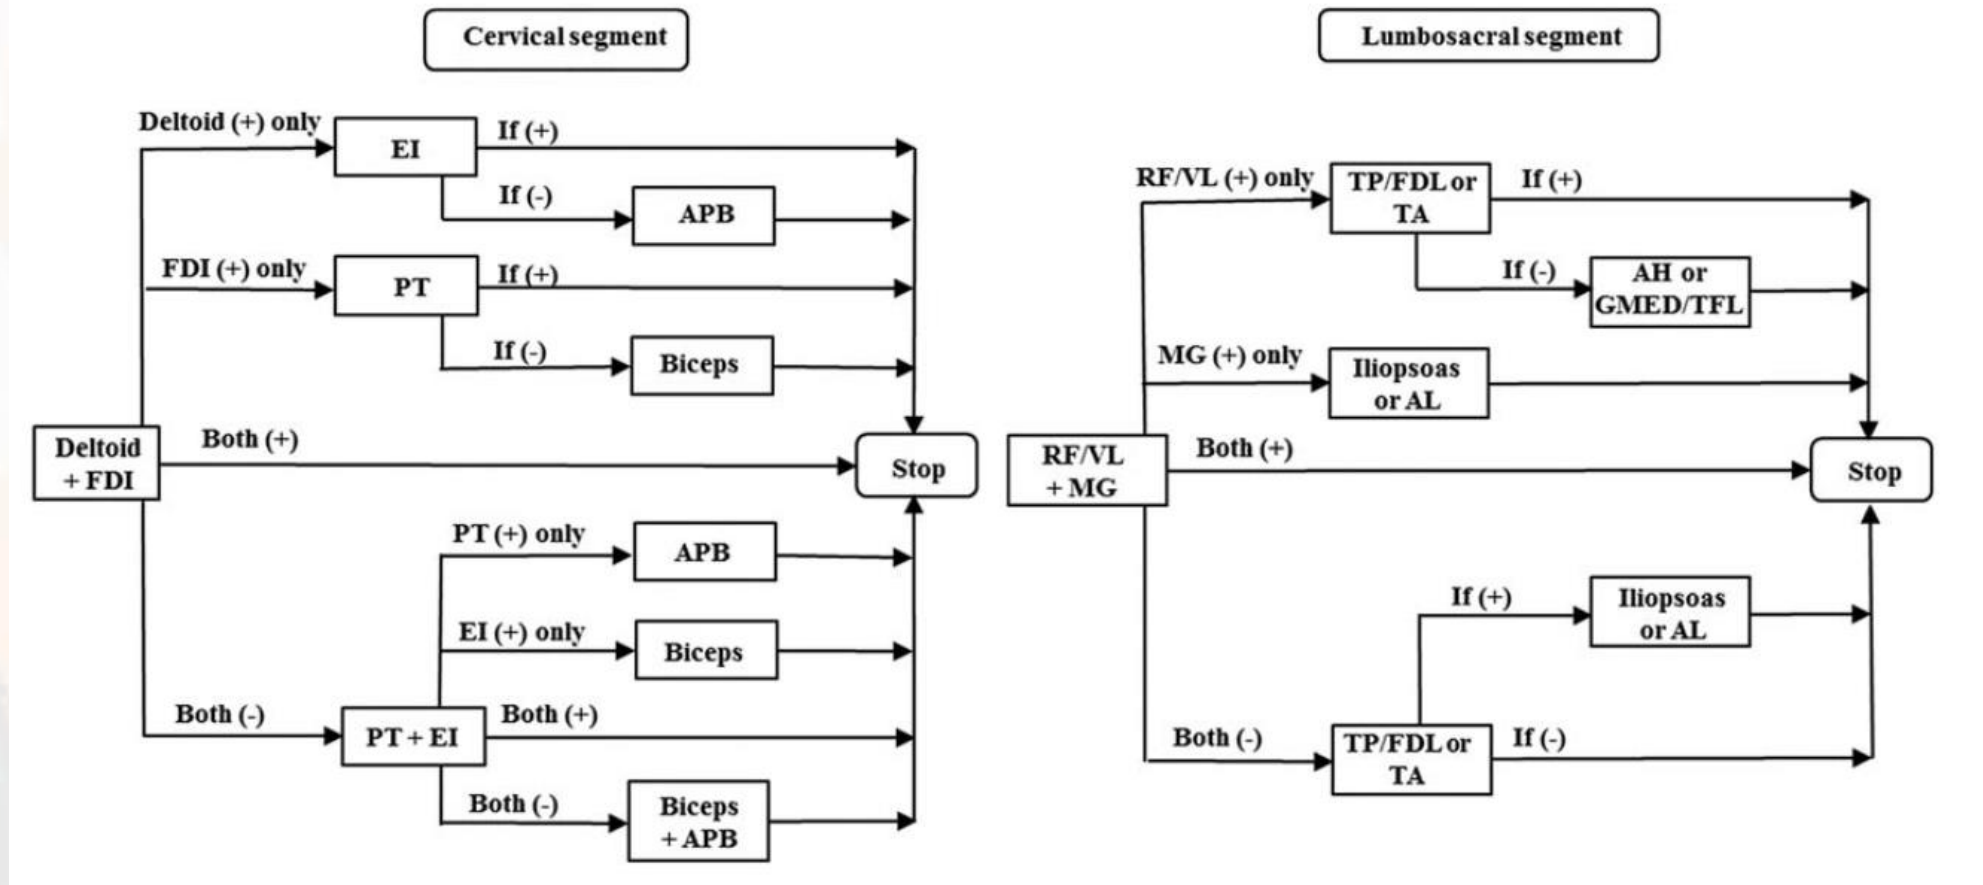 Cervical segment
Deltoid (+) only
EI
If (+)
If (-)
APB
FDI (+) only
PT
If (+)
If (-)
Biceps
Deltoid
+ FDI
Both (+)
Stop
PT (+) only
APB
EI (+) only
Biceps
Both (-)
PT + EI
Both (+)
Both (-)
Biceps
+ APB
Lumbosacral segment
RF/VL (+) only
TP/FDL or
TA
If (+)
If (-)
AH or
GMED/TFL
MG (+) only
Iliopsoas
or AL
RF/VL
+ MG
Both (+)
Stop
If (+)
Iliopsoas
or AL
Both (-)
TP/FDL or
TA
If (-)